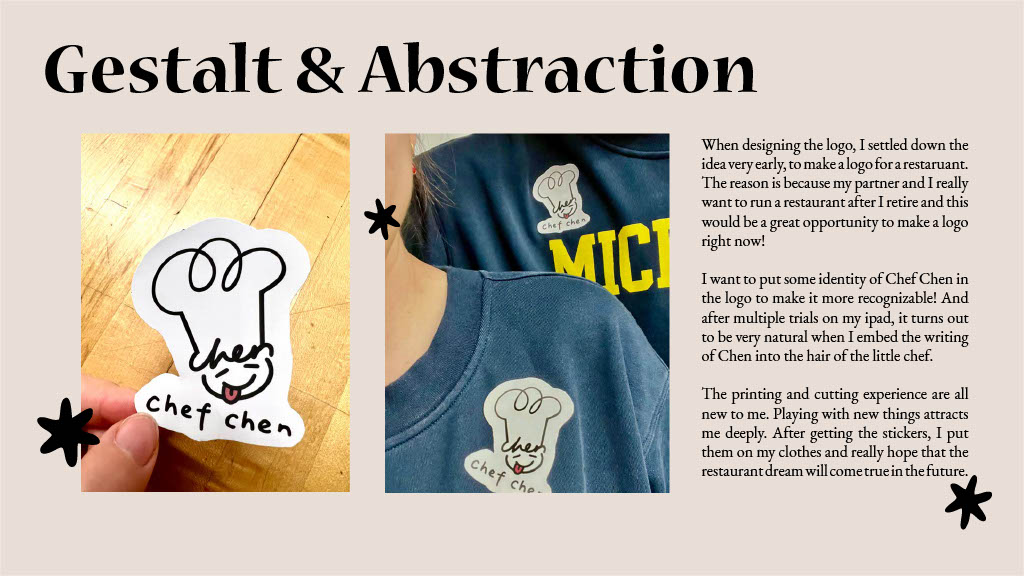 Gestalt & Abstraction
chen
chef chen
chen
chef chen
MICI
chen
chef che
When designing the logo, I settled down the
idea very early, to make a logo for a restaruant.
The reason is because my partner and I really
want to run a restaurant after I retire and this
would be a great opportunity to make a logo
right now!
I want to put some identity of Chef Chen in
the logo to make it more recognizable! And
after multiple trials on my ipad, it turns out
to be very natural when I embed the writing
of Chen into the hair of the little chef.
The printing and cutting experience are all
new to me. Playing with new things attracts
me deeply. After getting the stickers, I put
them on my clothes and really hope that the
restaurant dream will come true in the future.